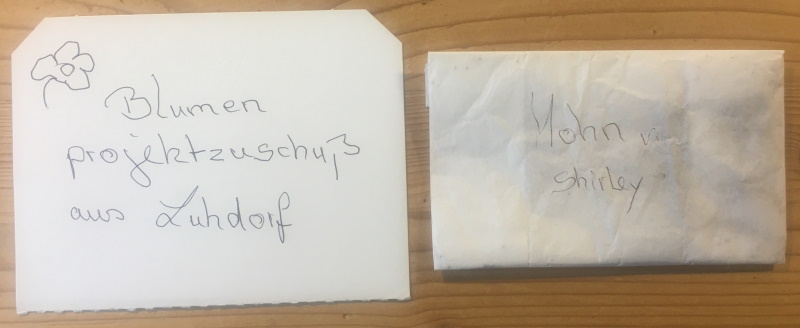 Blumen
projektzuschuß
aus Luhdorf
Mohn v.
Shirley